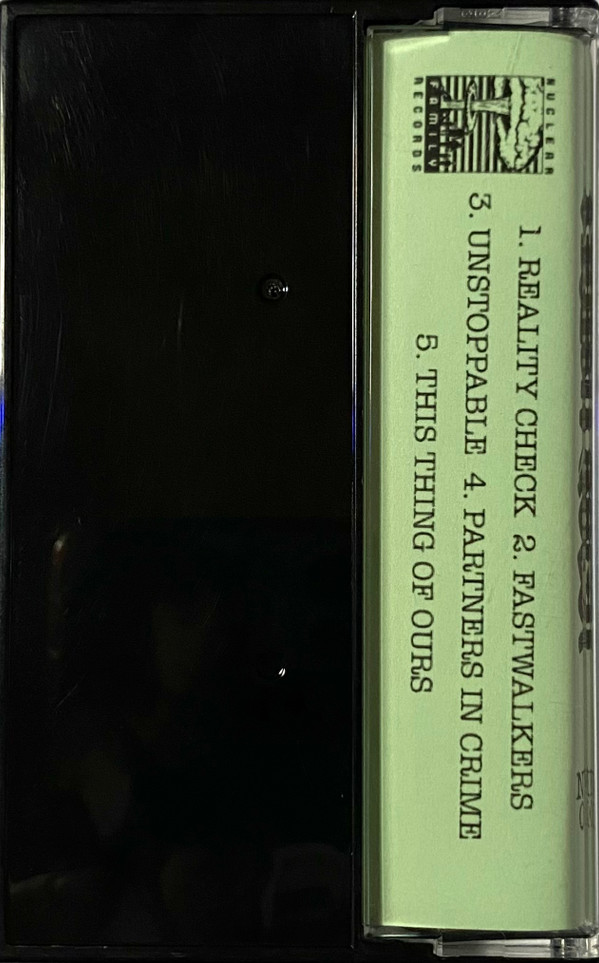 NUCLEAR
FAMILY
RECORDS
1. REALITY CHECK 2. FASTWALKERS
3. UNSTOPPABLE 4. PARTNERS IN CRIME
5. THIS THING OF OURS